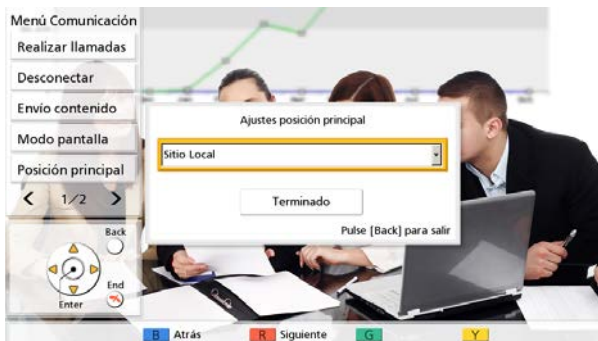 Menú Comunicación
Realizar llamadas
Desconectar
Envío contenido
Modo pantalla
Posición principal
1/2
Back
End
Enter
Ajustes posición principal
Sitio Local
Terminado
Pulse [Back] para salir
B Atrás R Siguiente G Y